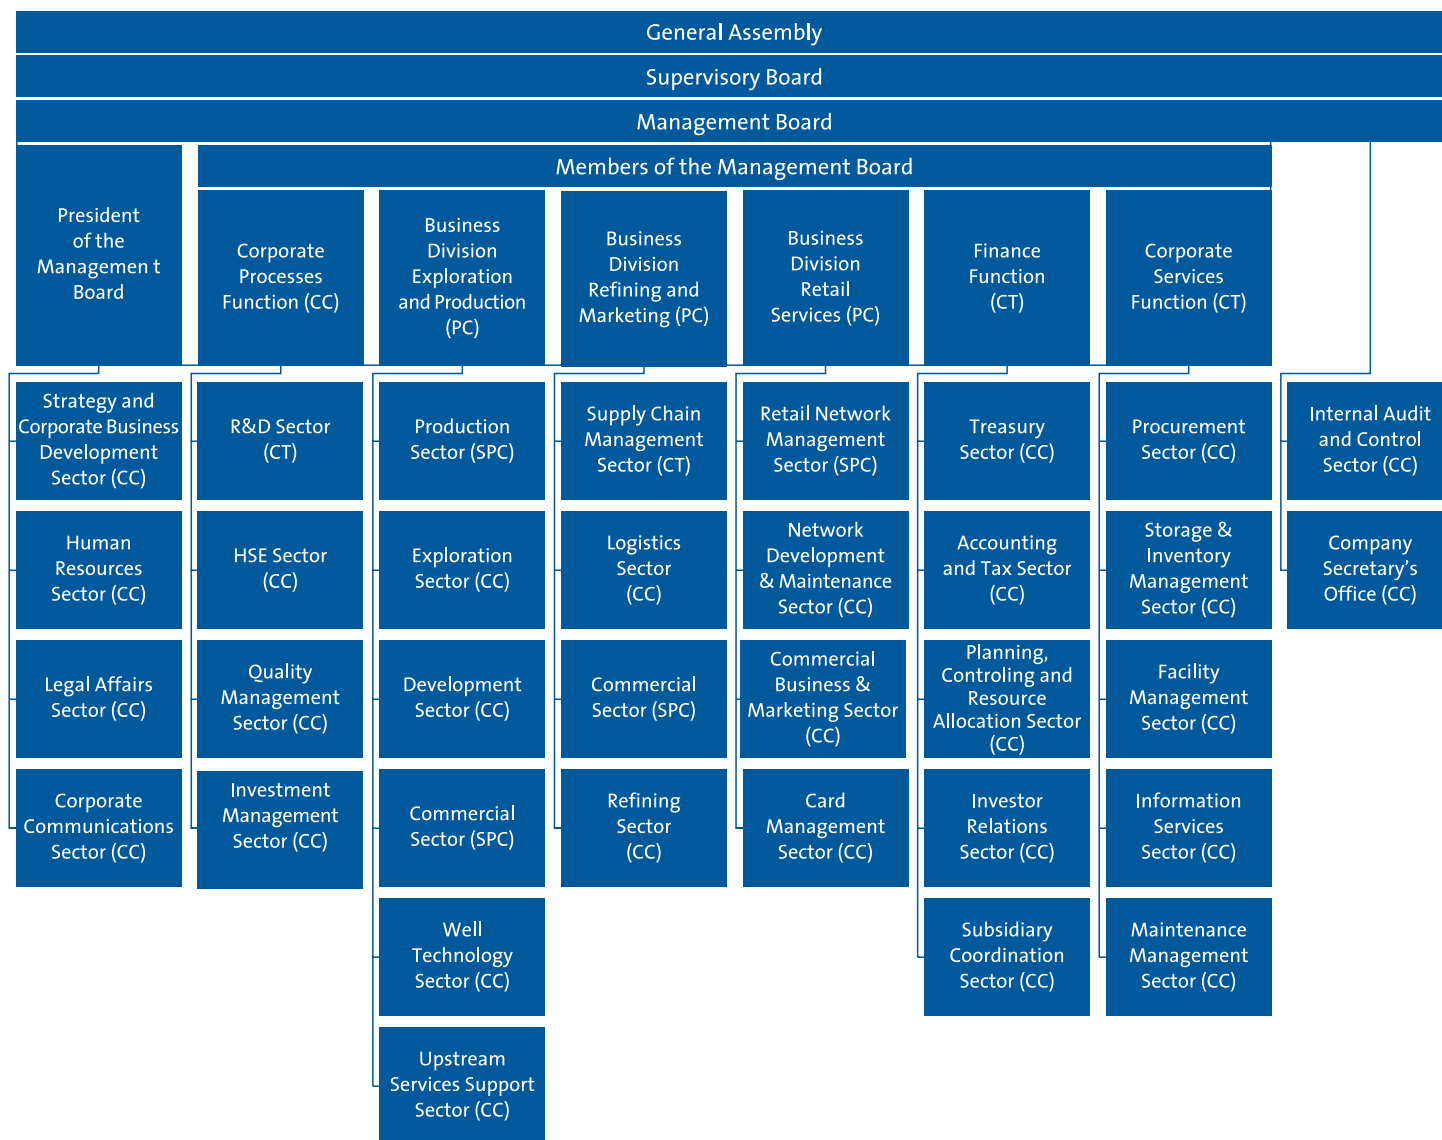 General Assembly
Supervisory Board
Management Board
Members of the Management Board
President
of the
Managemen t
Board
Corporate
Processes
Function (CC)
Business
Division
Exploration
and Production
(PC)
Business
Division
Refining and
Marketing (PC)
Business
Division
Retail
Services (PC)
Finance
Function
(CT)
Corporate
Services
Function (CT)
Strategy and
Corporate Business
Development
Sector (CC)
R&D Sector
(CT)
Production
Sector (SPC)
Supply Chain
Management
Sector (CT)
Retail Network
Management
Sector (SPC)
Treasury
Sector (CC)
Procurement
Sector (CC)
Internal Audit
and Control
Sector (CC)
Human
Resources
Sector (CC)
HSE Sector
(CC)
Exploration
Sector (CC)
Logistics
Sector
(CC)
Network
Development
& Maintenance
Sector (CC)
Accounting
and Tax Sector
(CC)
Storage &
Inventory
Management
Sector (CC)
Company
Secretary's
Office (CC)
Legal Affairs
Sector (CC)
Quality
Management
Sector (CC)
Development
Sector (CC)
Commercial
Sector (SPC)
Commercial
Business &
Marketing Sector
(CC)
Planning,
Controling and
Resource
Allocation Sector
(CC)
Facility
Management
Sector (CC)
Corporate
Communications
Sector (CC)
Investment
Management
Sector (CC)
Commercial
Sector (SPC)
Refining
Sector
(CC)
Card
Management
Sector (CC)
Investor
Relations
Sector (CC)
Information
Services
Sector (CC)
Well
Technology
Sector (CC)
Subsidiary
Coordination
Sector (CC)
Maintenance
Management
Sector (CC)
Upstream
Services Support
Sector (CC)